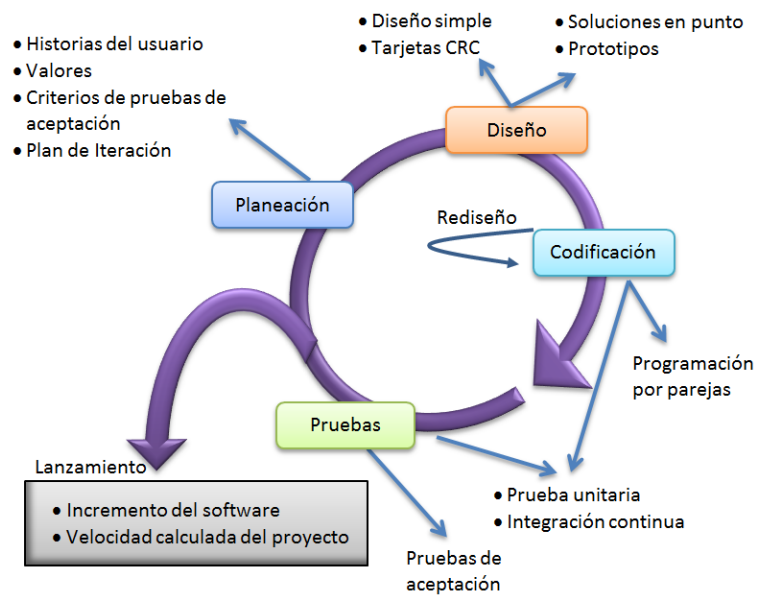 • Diseño simple
• Tarjetas CRC
• Soluciones en punto
• Prototipos
• Historias del usuario
• Valores
• Criterios de pruebas de
aceptación
• Plan de Iteración
Diseño
Planeación
Rediseño
Codificación
Programación
por parejas
Pruebas
Lanzamiento
• Incremento del software
• Velocidad calculada del proyecto
• Prueba unitaria
• Integración continua
Pruebas de
aceptación